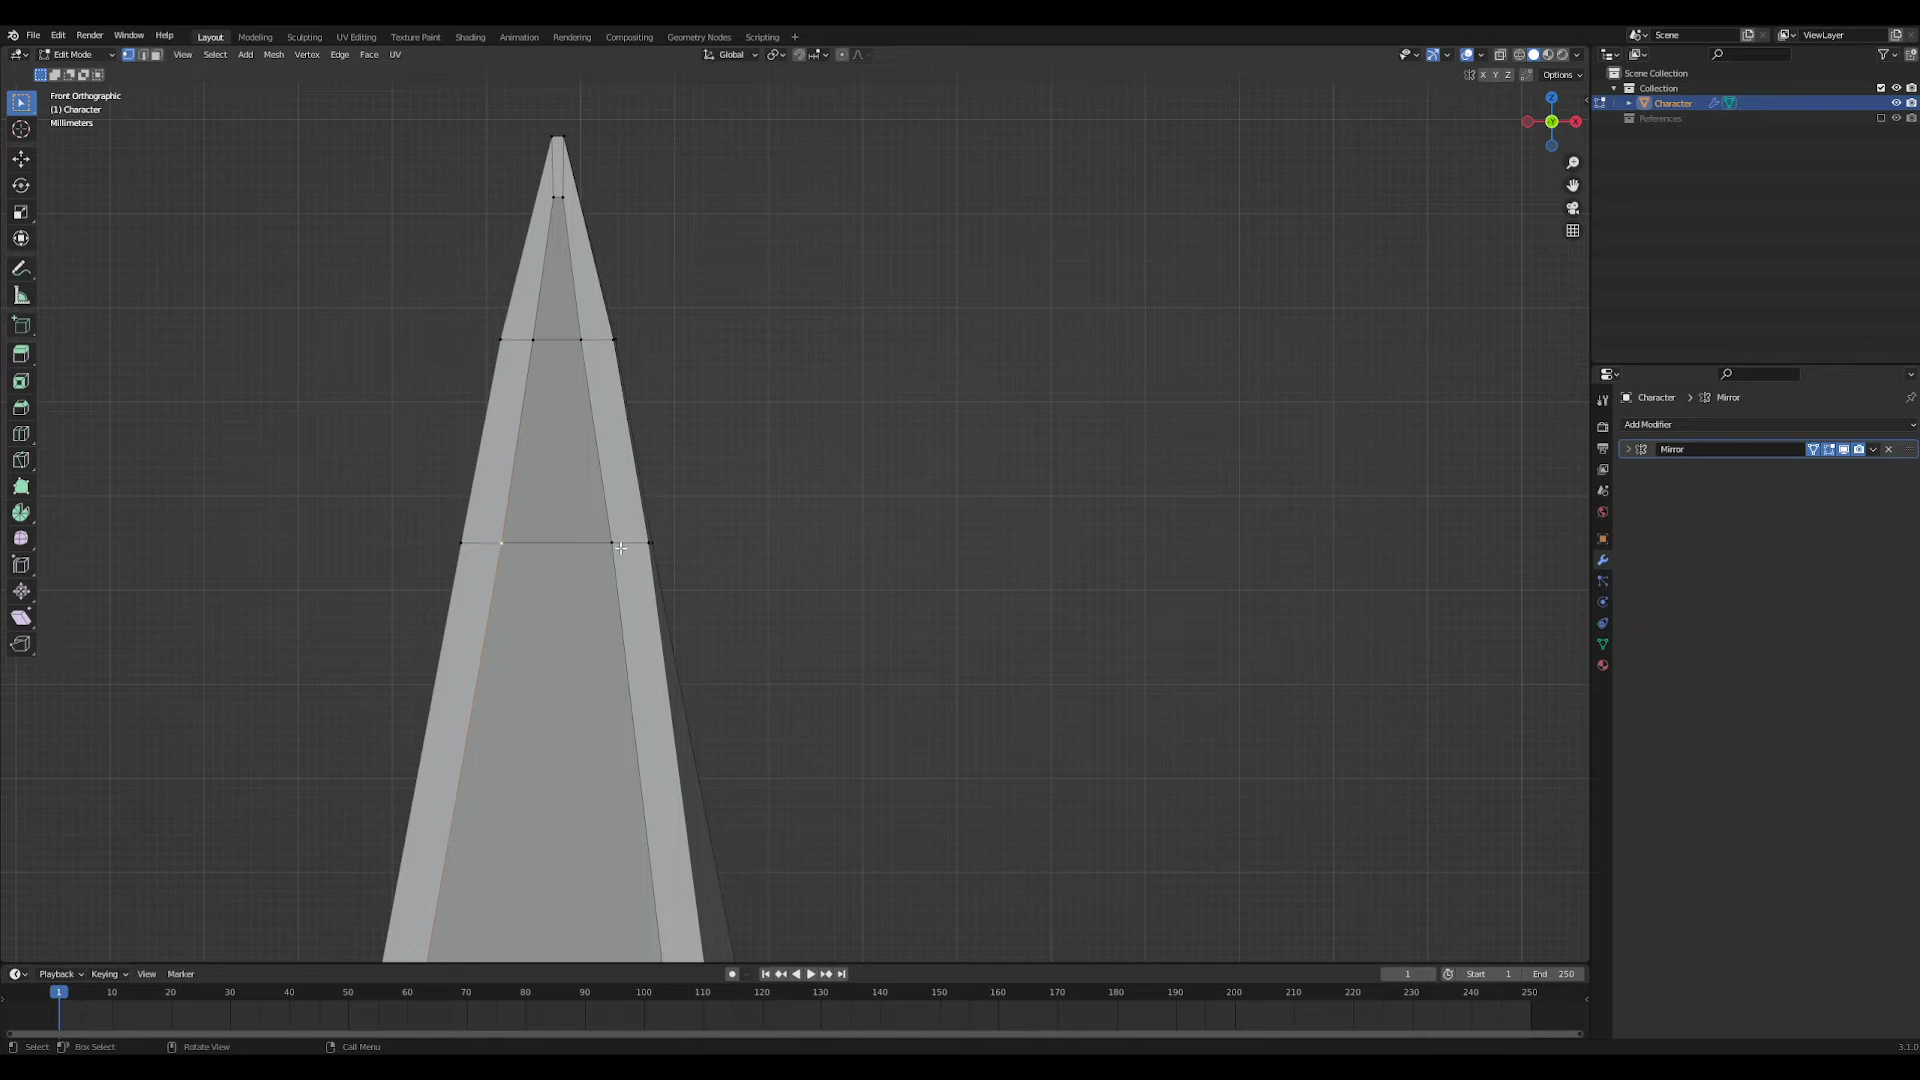 File Edit Render Window Help Layout Modeling Sculpting UV Editing Texture Paint Shading Animation Rendering Compositing Geometry Nodes Scripting + Scene ViewLayer
Edit Mode View Select Add Mesh Vertex Edge Face UV Global
X Y Z Options
Scene Collection
Collection
Character
References
Front Orthographic
(1) Character
Millimeters
Z
X
Y
Character > Mirror
Add Modifier
Mirror
Playback Keying View Marker 1 Start 1 End 250
1 10 20 30 40 50 60 70 80 90 100 110 120 130 140 150 160 170 180 190 200 210 220 230 240 250
Select Box Select Rotate View Call Menu 3.1.0